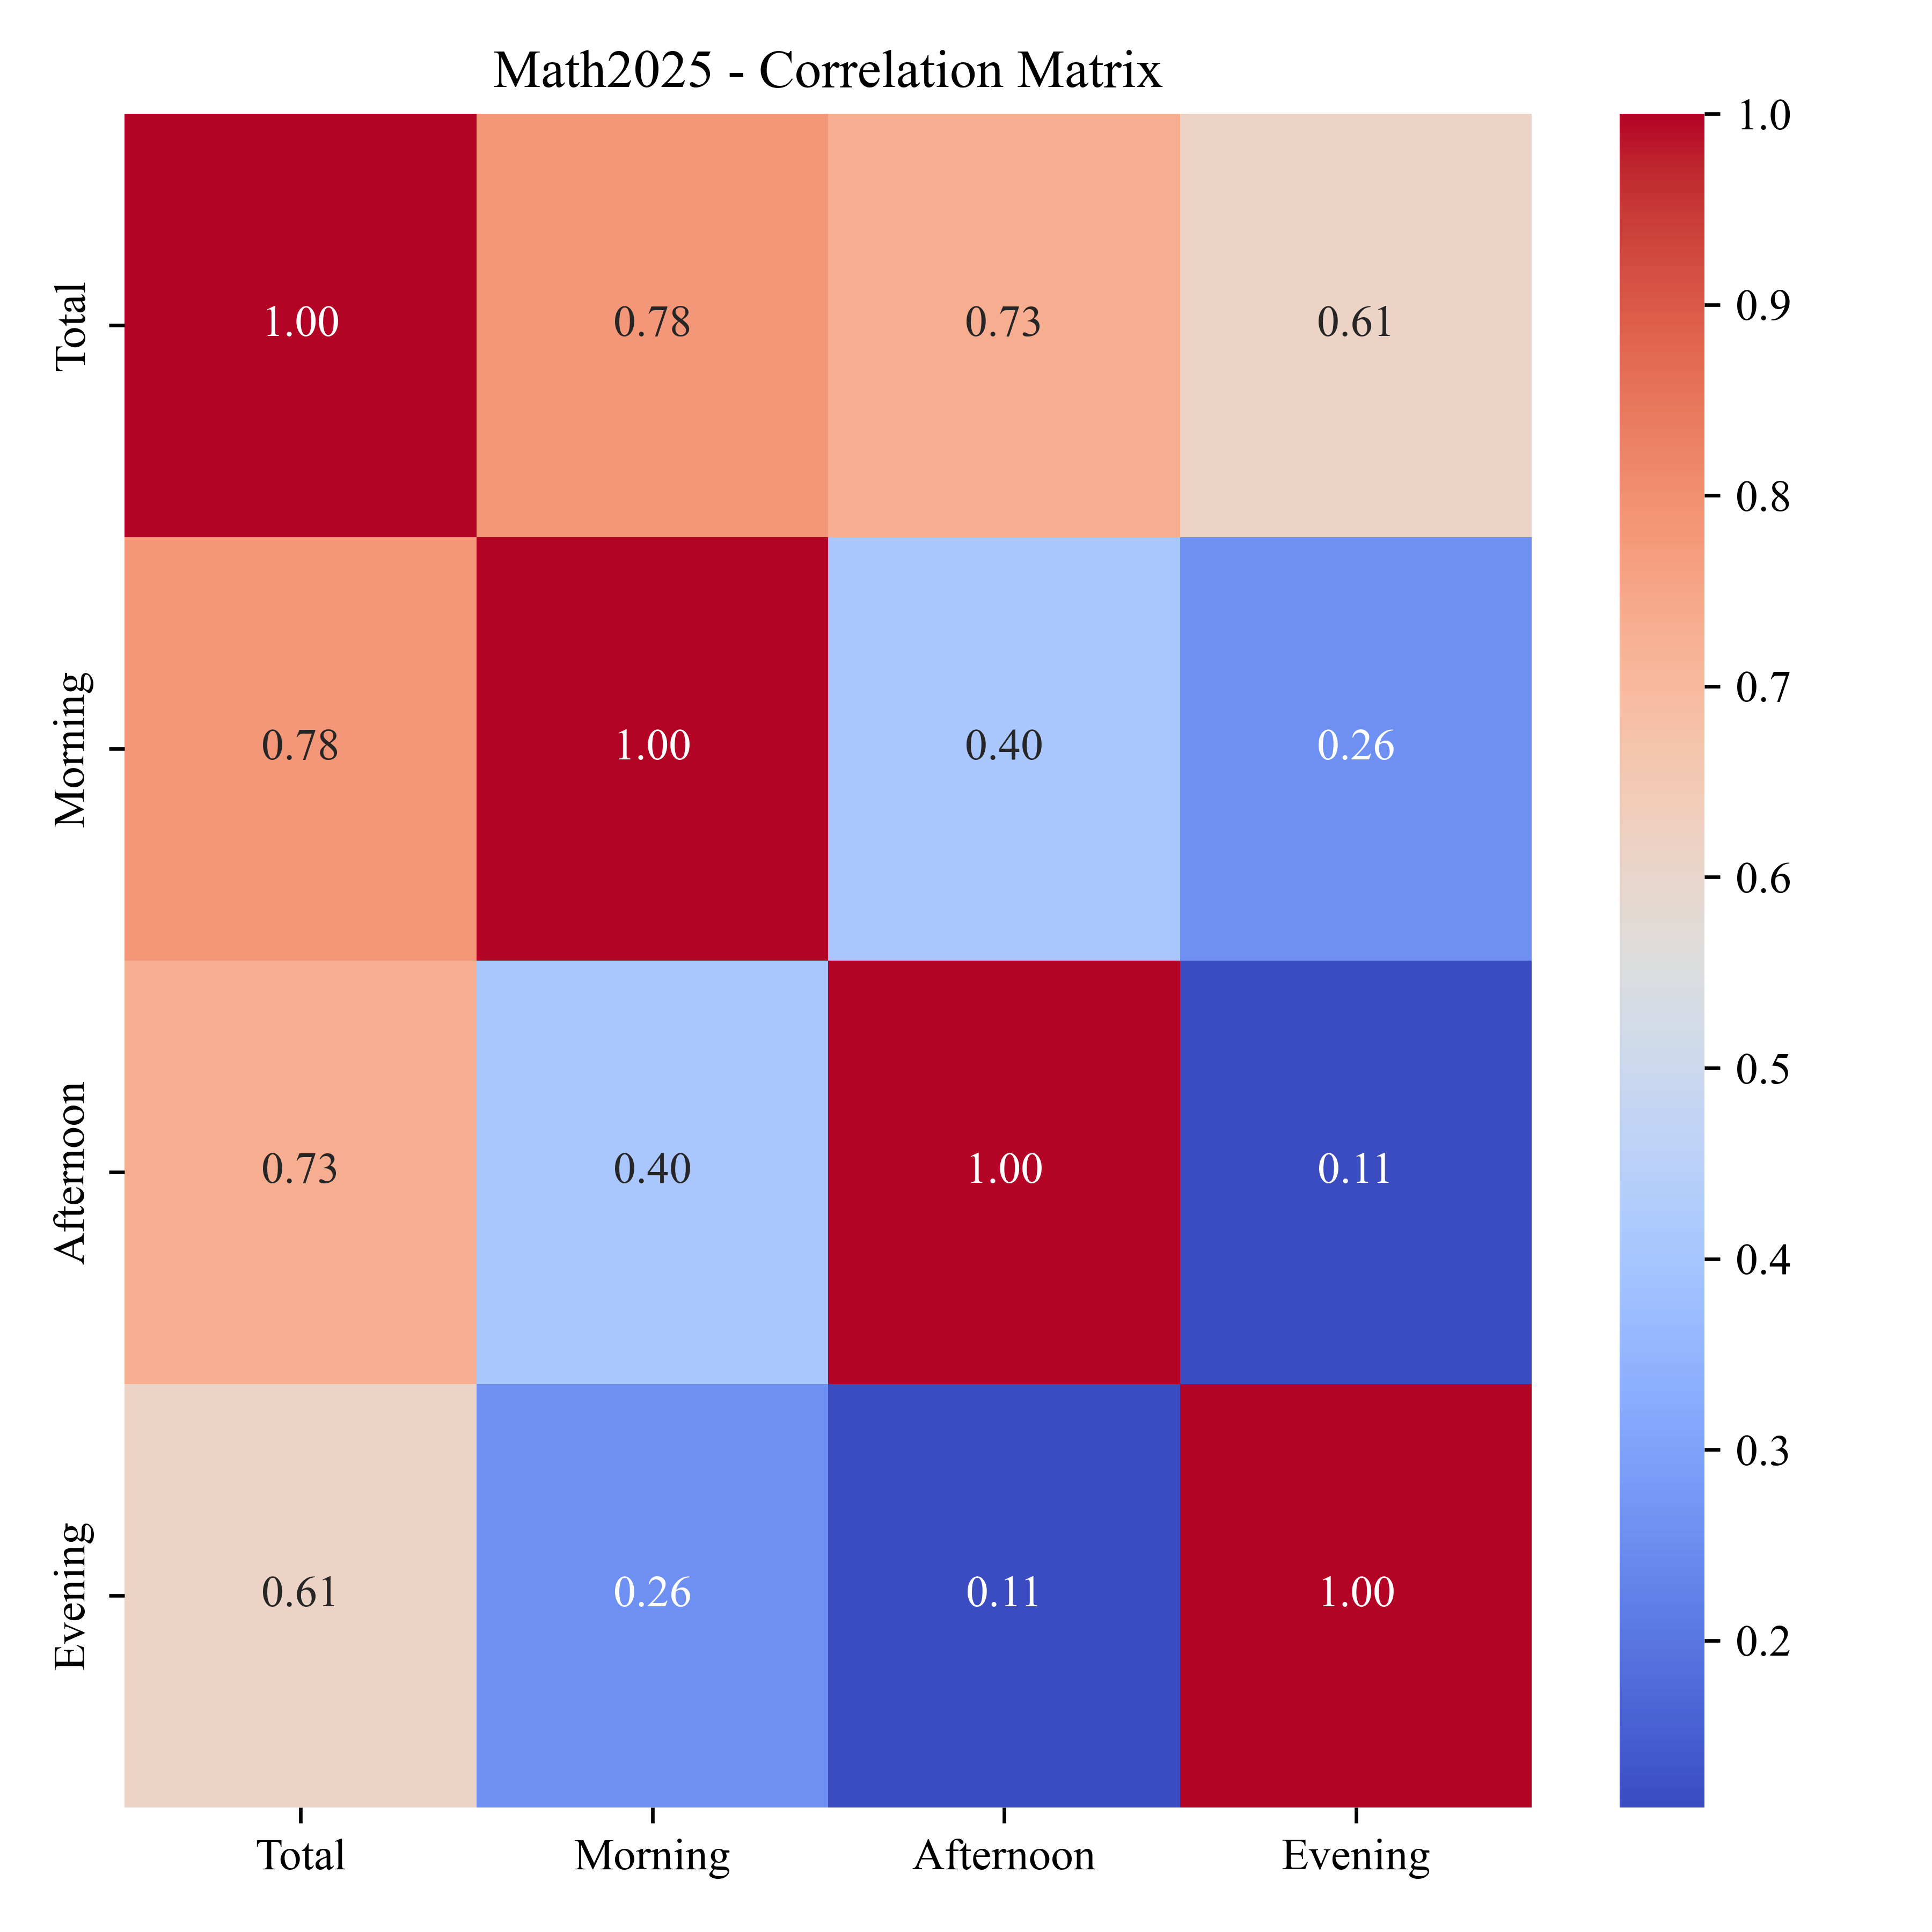 Math2025 - Correlation Matrix
Total 1.00 0.78 0.73 0.61
Morning 0.78 1.00 0.40 0.26
Afternoon 0.73 0.40 1.00 0.11
Evening 0.61 0.26 0.11 1.00
Total Morning Afternoon Evening
1.0
0.9
0.8
0.7
0.6
0.5
0.4
0.3
0.2